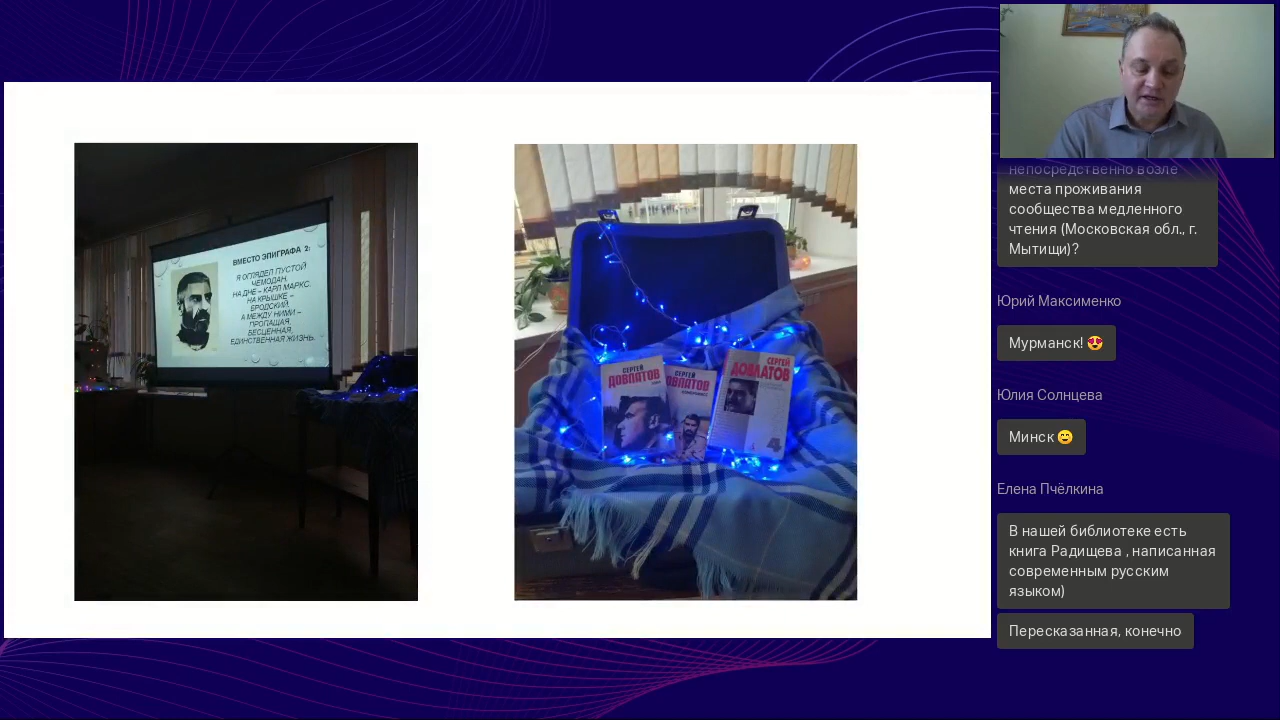 ВМЕСТО ЭПИГРАФА 2:
Я ОГЛЯДЕЛ ПУСТОЙ
ЧЕМОДАН.
НА ДНЕ – КАРЛ МАРКС.
НА КРЫШКЕ –
БРОДСКИЙ.
А МЕЖДУ НИМИ –
ПРОПАЩАЯ,
БЕСЦЕННАЯ,
ЕДИНСТВЕННАЯ ЖИЗНЬ.
СЕРГЕЙ
ДОВЛАТОВ
СЕРГЕЙ
ДОВЛАТОВ
СЕРГЕЙ
ДОВЛАТОВ
4
непосредственно возле
места проживания
сообщества медленного
чтения (Московская обл., г.
Мытищи)?
Юрий Максименко
Мурманск! 😍
Юлия Солнцева
Минск 😄
Елена Пчёлкина
В нашей библиотеке есть
книга Радищева , написанная
современным русским
языком)
Пересказанная, конечно